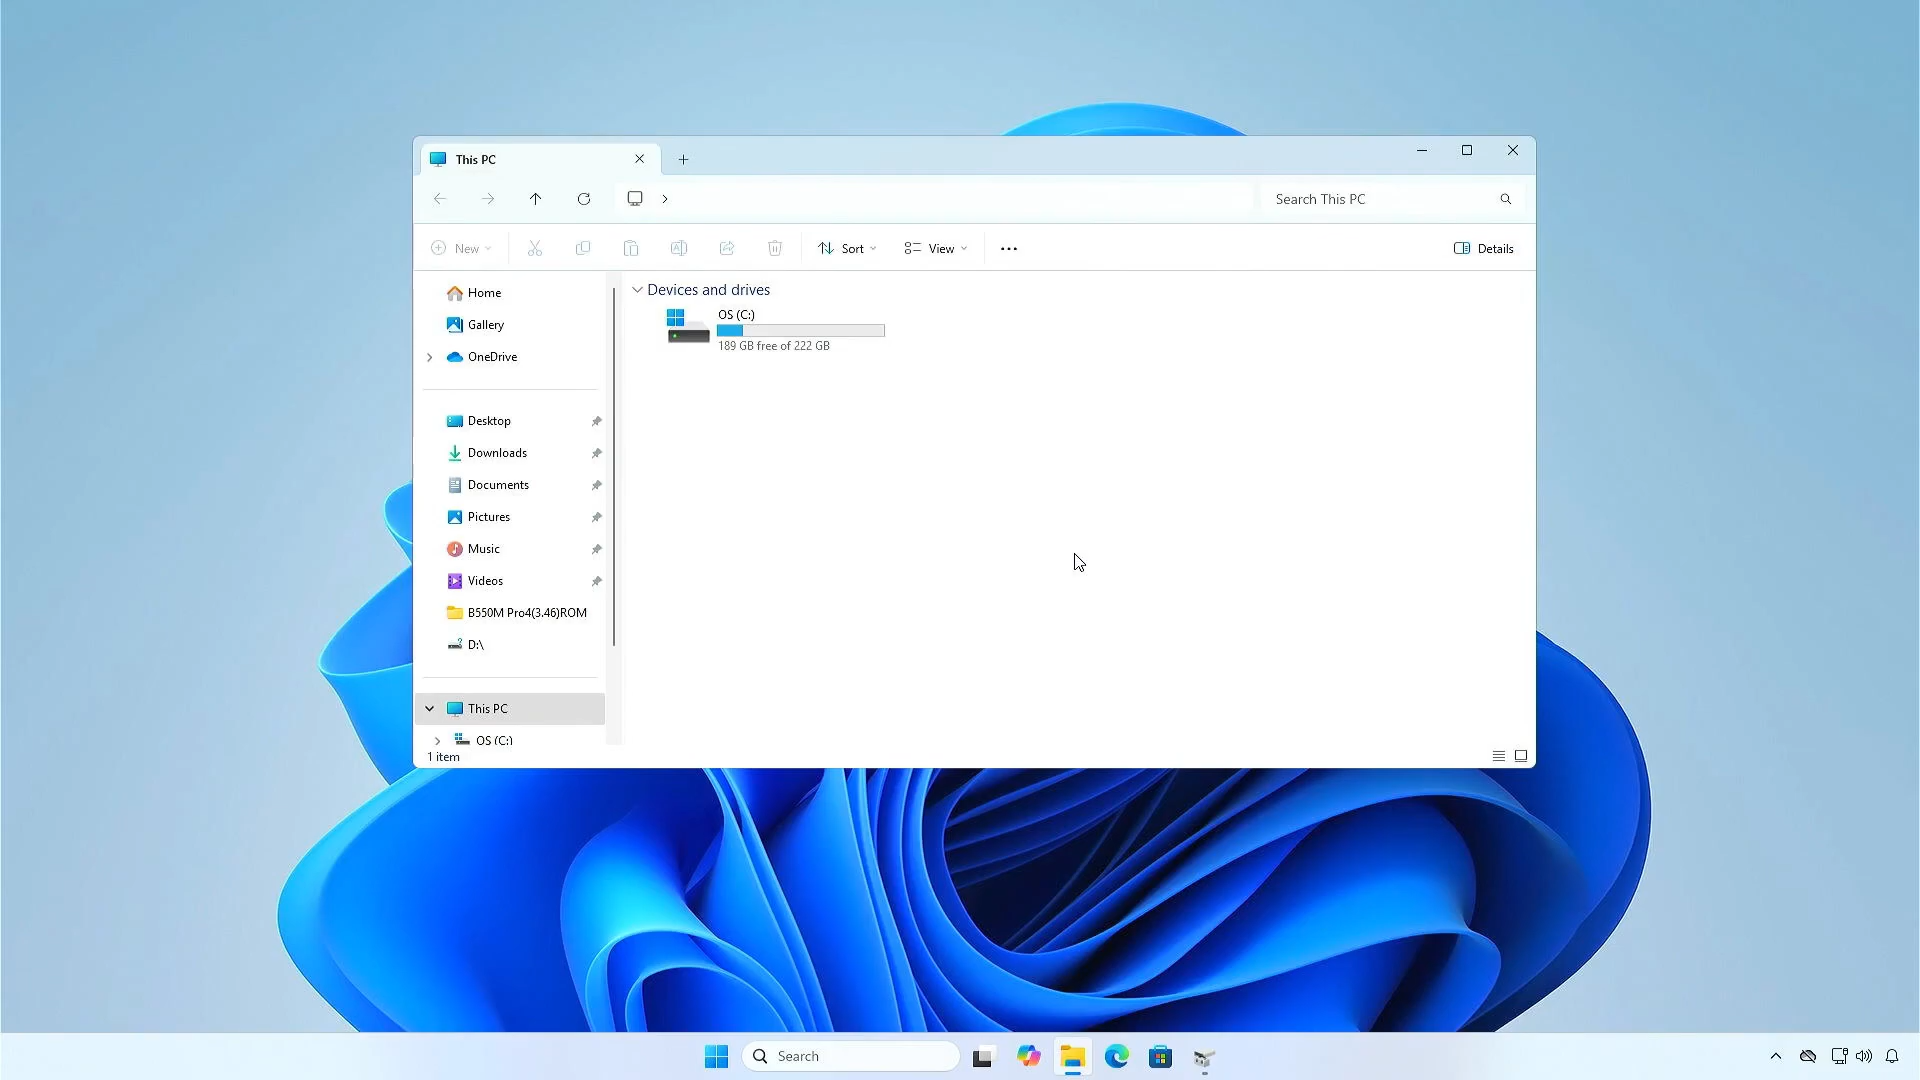 This PC
Search This PC
New
Sort
View
Details
Home
Gallery
OneDrive
Desktop
Downloads
Documents
Pictures
Music
Videos
B550M Pro4(3.46)ROM
D:\
This PC
OS (C:)
Devices and drives
OS (C:)
189 GB free of 222 GB
1 item
Search